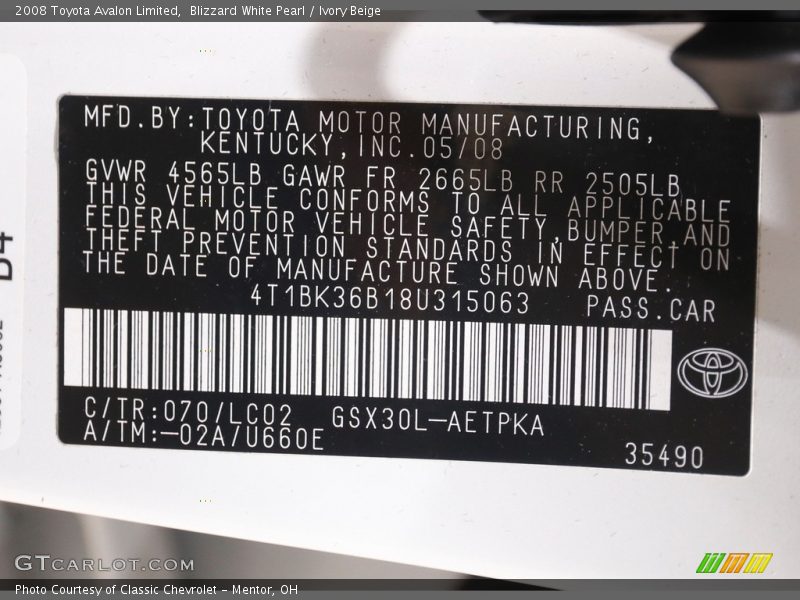 2008 Toyota Avalon Limited,  Blizzard White Pearl / Ivory Beige
MFD.BY:TOYOTA MOTOR MANUFACTURING,
KENTUCKY,INC.05/08
GVWR 4565LB GAWR FR 2665LB RR 2505LB
THIS VEHICLE CONFORMS TO ALL APPLICABLE
FEDERAL MOTOR VEHICLE SAFETY,BUMPER AND
THEFT PREVENTION STANDARDS IN EFFECT ON
THE DATE OF MANUFACTURE SHOWN ABOVE.
4T1BK36B18U315063 PASS.CAR
C/TR:070/LC02 GSX30L-AETPKA
A/TM:-02A/U660E
35490
GTCARLOT.COM
Photo Courtesy of Classic Chevrolet - Mentor, OH